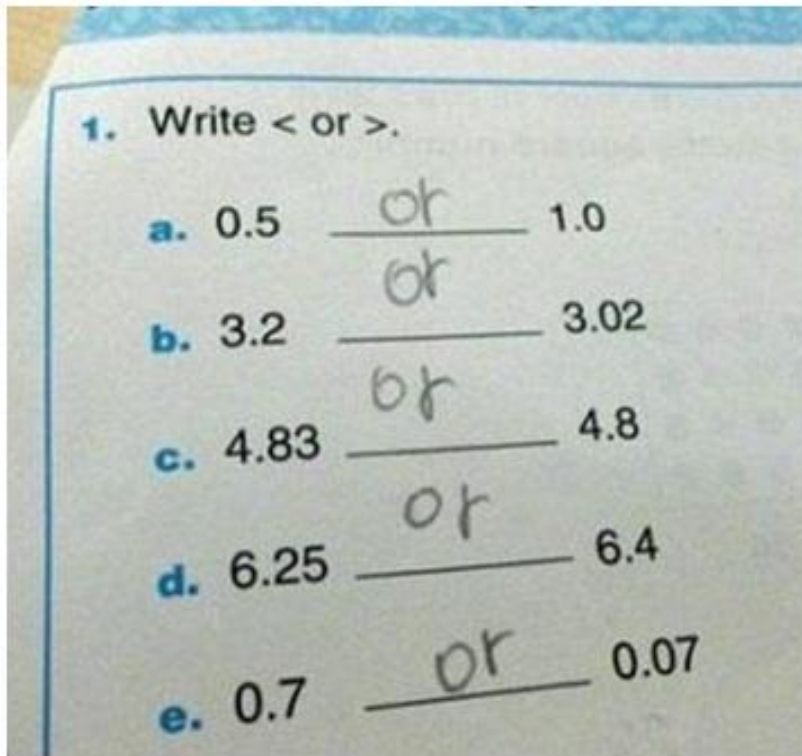 1. Write < or >.
a. 0.5 or 1.0
b. 3.2 or 3.02
c. 4.83 or 4.8
d. 6.25 or 6.4
e. 0.7 or 0.07